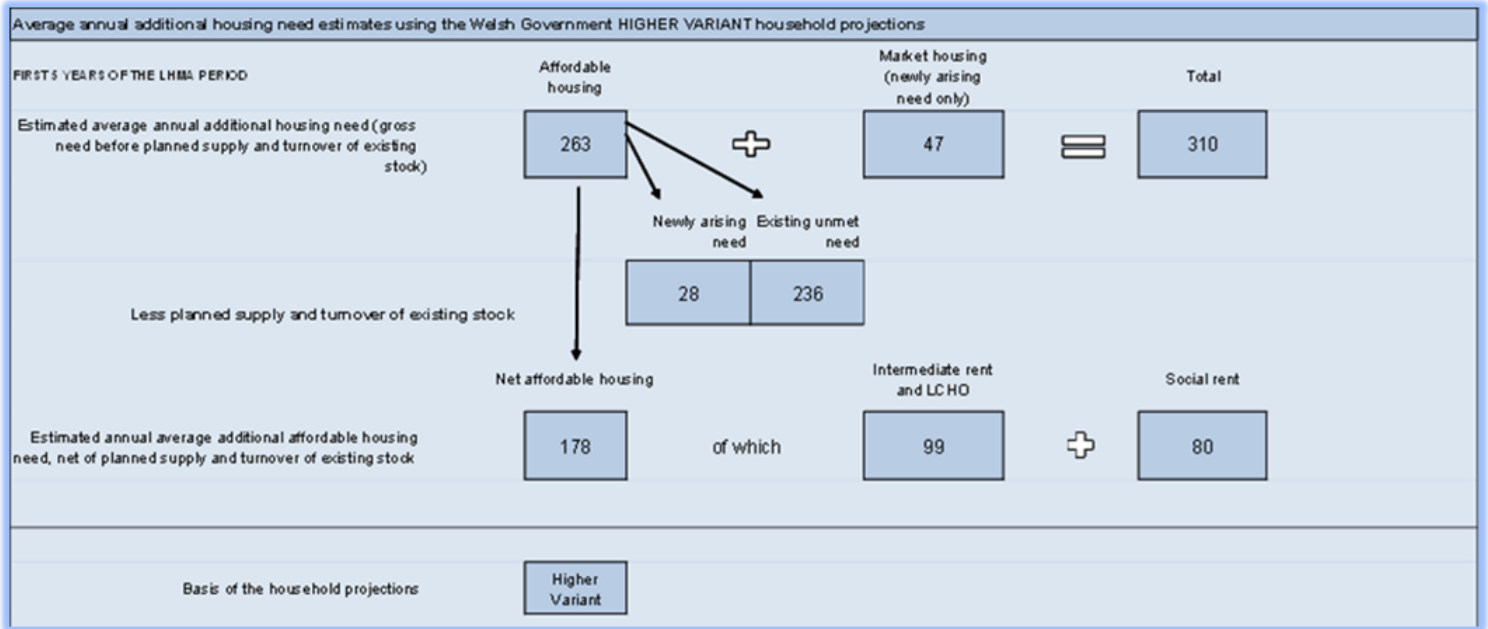 Average annual additional housing need estimates using the Welsh Government HIGHER VARIANT household projections
FIRST 5 YEARS OF THE LHMA PERIOD
Affordable
housing
Market housing
(newly arising
need only)
Total
Estimated average annual additional housing need (gross
need before planned supply and turnover of existing
stock)
263
47
310
Newly arising
need
Existing unmet
need
28
236
Less planned supply and turnover of existing stock
Net affordable housing
Intermediate rent
and LCHO
Social rent
Estimated annual average additional affordable housing
need, net of planned supply and turnover of existing stock
178
of which
99
80
Basis of the household projections
Higher
Variant